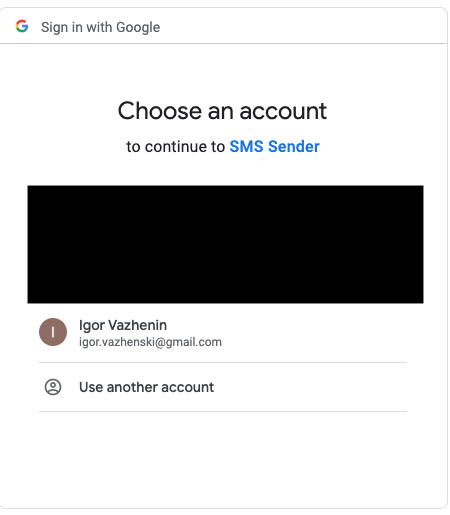 Sign in with Google
Choose an account
to continue to SMS Sender
I
Igor Vazhenin
igor.vazhenski@gmail.com
Use another account